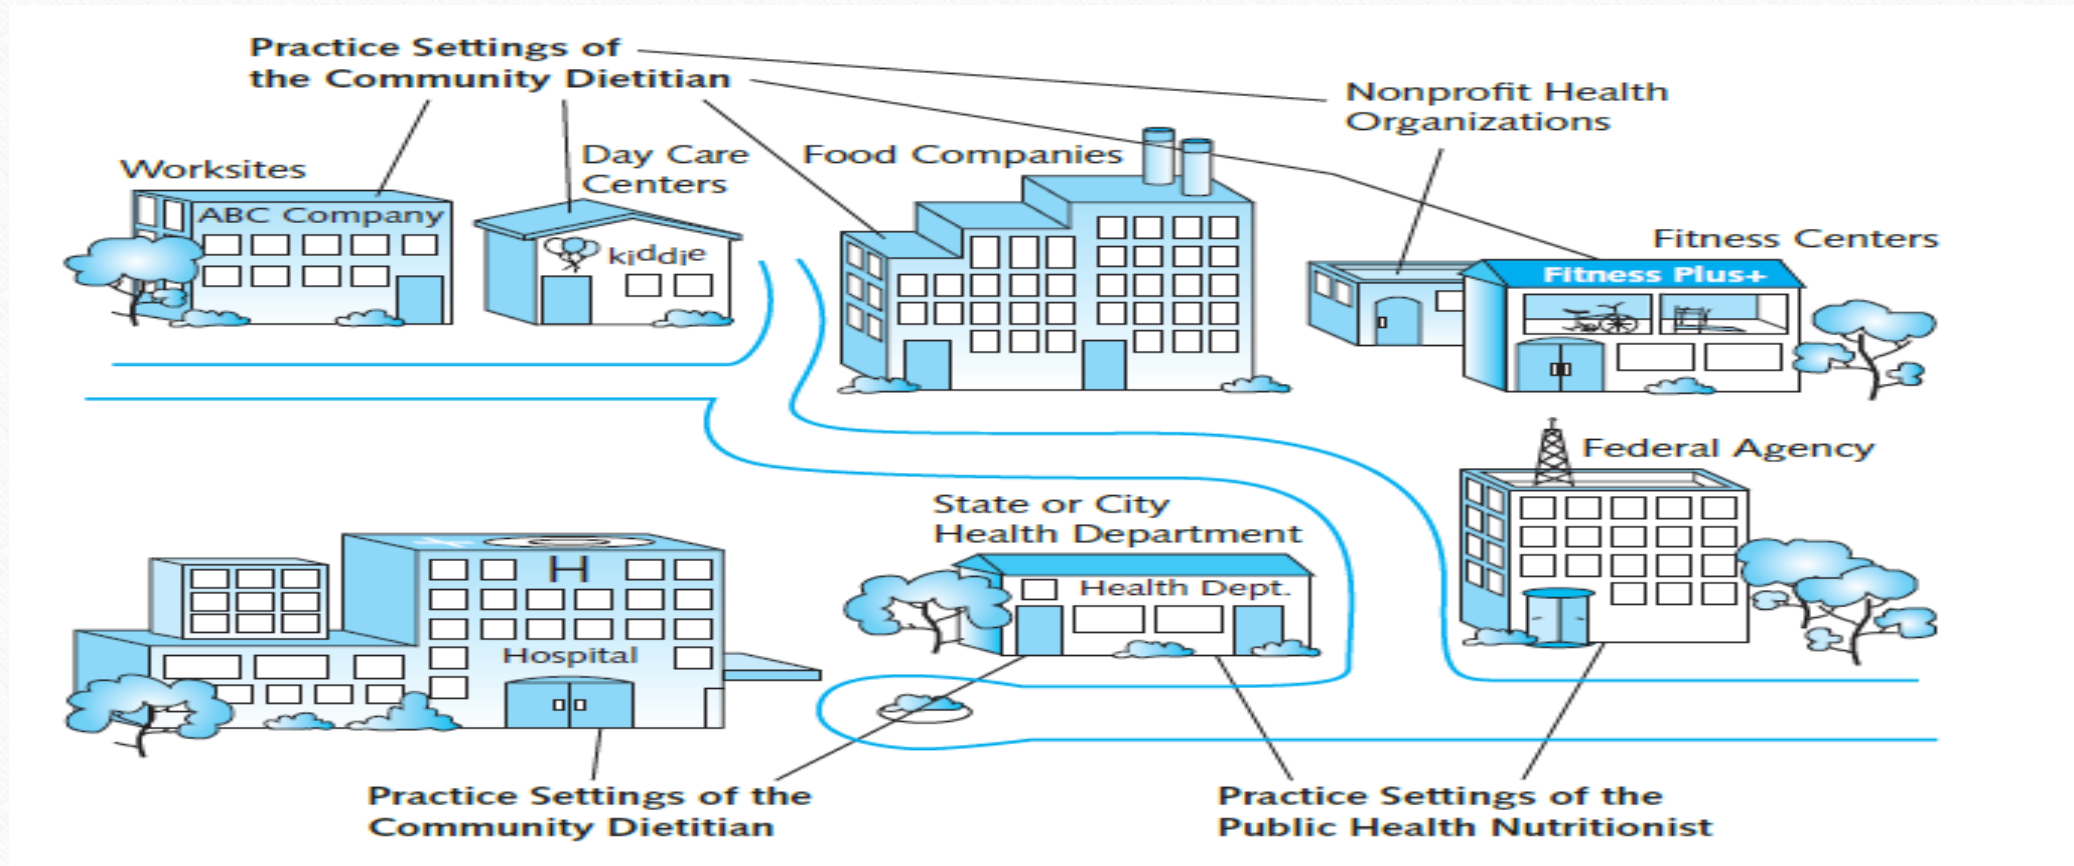 Practice Settings of
the Community Dietitian
Nonprofit Health
Organizations
Worksites
Day Care
Centers
Food Companies
ABC Company
kiddie
Fitness Centers
Fitness Plus+
Federal Agency
State or City
Health Department
H
Health Dept.
Hospital
Practice Settings of the
Community Dietitian
Practice Settings of the
Public Health Nutritionist